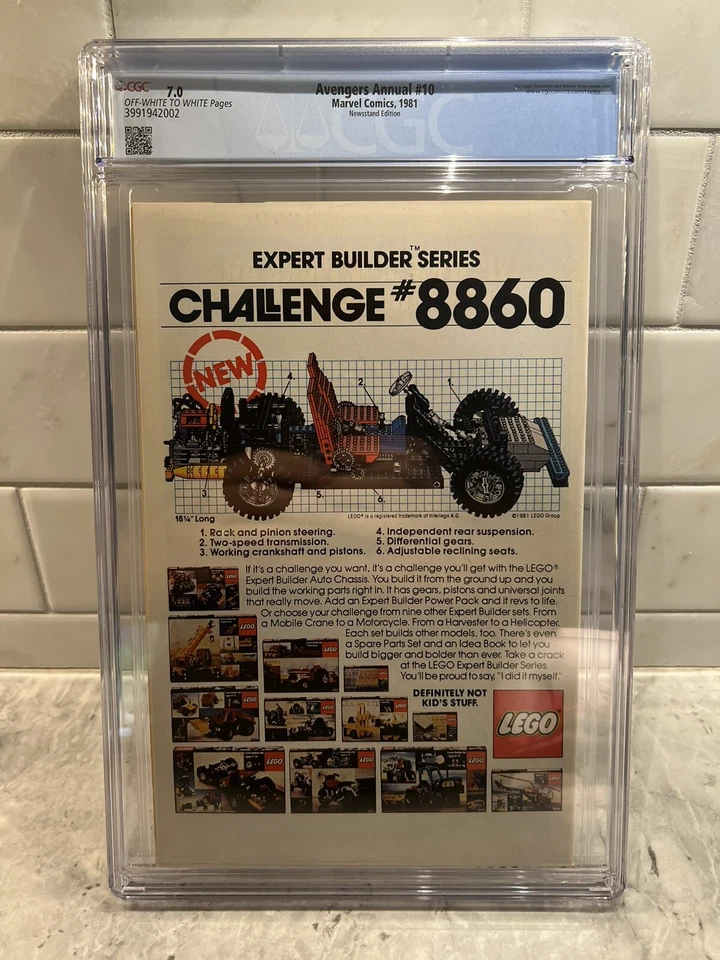 CGC 7.0
OFF-WHITE TO WHITE Pages
3991942002
Avengers Annual #10
Marvel Comics, 1981
Newsstand Edition
CGC
EXPERT BUILDER SERIES™
CHALLENGE #8860
NEW
4.
2.
1.
3.
5.
6.
18¼" Long
LEGO® is a registered trademark of Interlego A.G.
©1981 LEGO Group
1. Rack and pinion steering.
2. Two-speed transmission.
3. Working crankshaft and pistons.
4. Independent rear suspension.
5. Differential gears.
6. Adjustable reclining seats.
If it's a challenge you want, it's a challenge you'll get with the LEGO®
Expert Builder Auto Chassis. You build it from the ground up and you
build the working parts right in. It has gears, pistons and universal joints
that really move. Add an Expert Builder Power Pack and it revs to life.
Or choose your challenge from nine other Expert Builder sets. From
a Mobile Crane to a Motorcycle. From a Harvester to a Helicopter.
Each set builds other models, too. There's even
a Spare Parts Set and an Idea Book to let you
build bigger and bolder than ever. Take a crack
at the LEGO Expert Builder Series.
You'll be proud to say, "I did it myself."
DEFINITELY NOT
KID'S STUFF.
LEGO